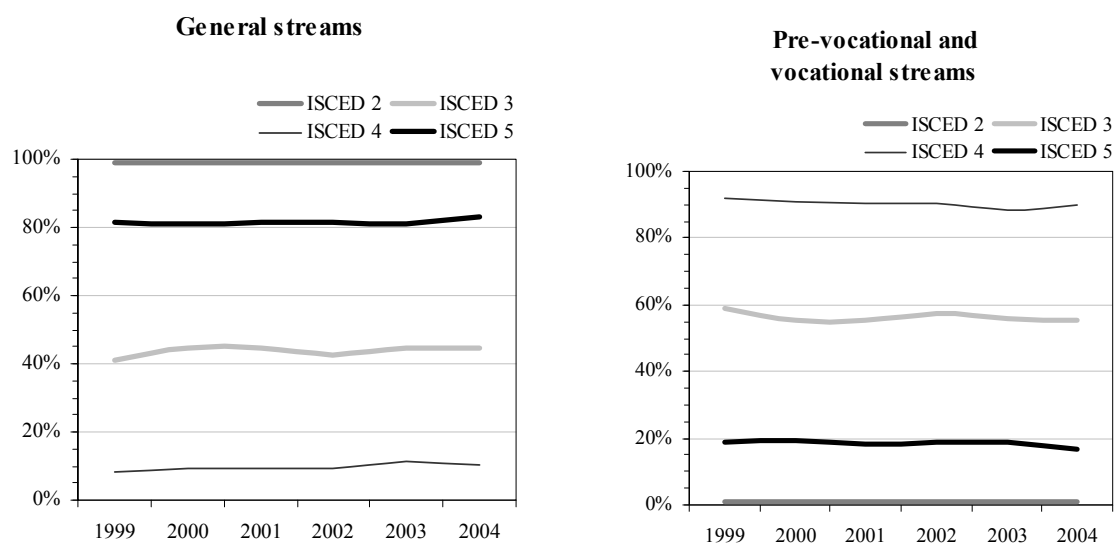 General streams
ISCED 2 ISCED 3
ISCED 4 ISCED 5
100%
80%
60%
40%
20%
0%
1999 2000 2001 2002 2003 2004
Pre-vocational and
vocational streams
ISCED 2 ISCED 3
ISCED 4 ISCED 5
100%
80%
60%
40%
20%
0%
1999 2000 2001 2002 2003 2004